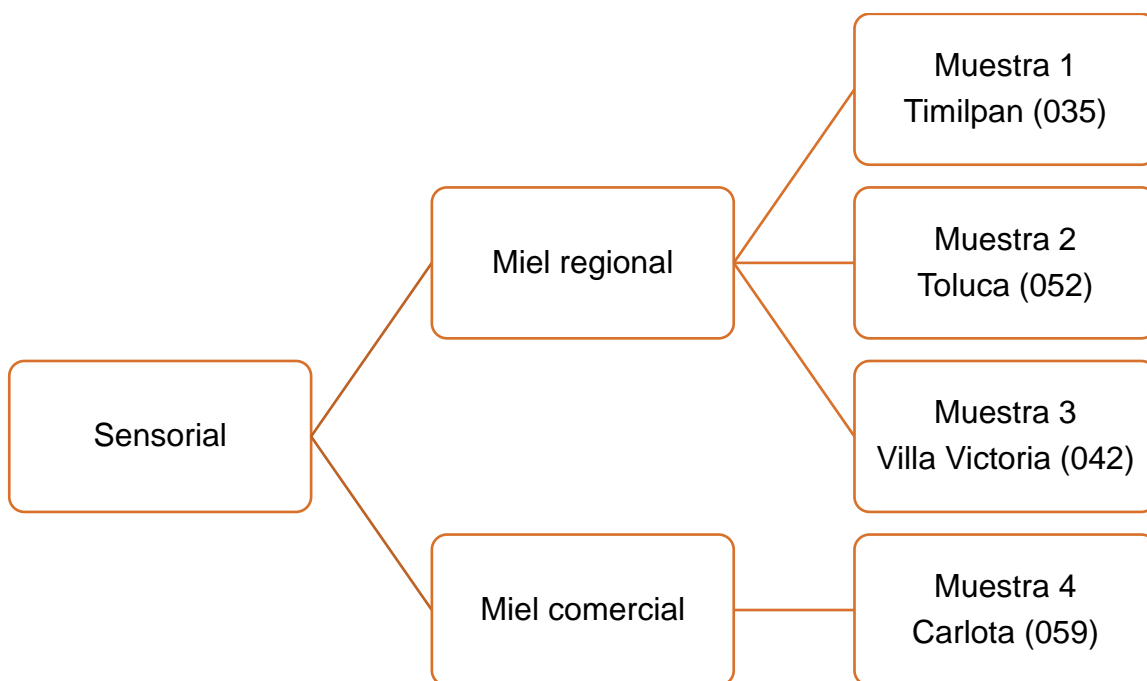 Sensorial
Miel regional
Muestra 1
Timilpan (035)
Muestra 2
Toluca (052)
Muestra 3
Villa Victoria (042)
Miel comercial
Muestra 4
Carlota (059)